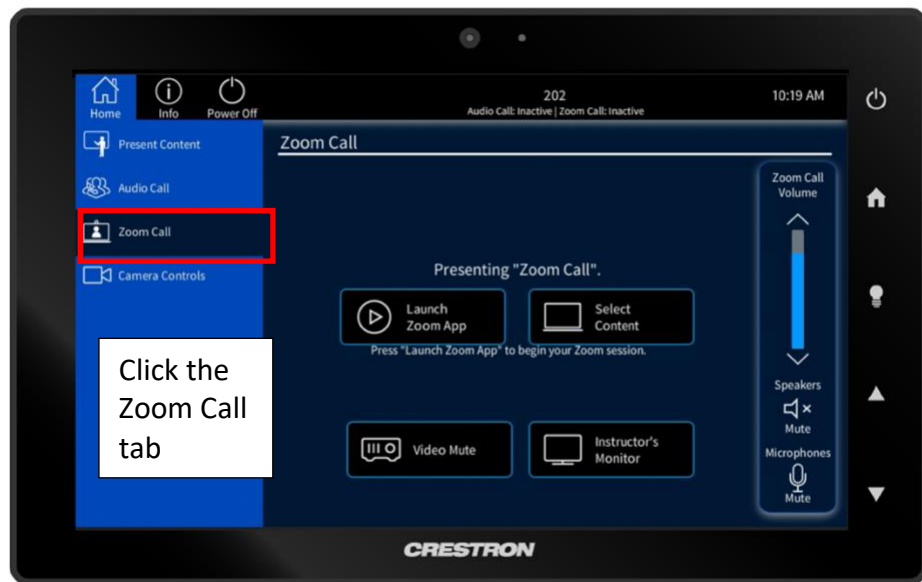 Home
Info
Power Off
202
Audio Call: Inactive | Zoom Call: Inactive
10:19 AM
Present Content
Audio Call
Zoom Call
Camera Controls
Click the
Zoom Call
tab
Zoom Call
Presenting "Zoom Call".
Launch
Zoom App
Select
Content
Press "Launch Zoom App" to begin your Zoom session.
Video Mute
Instructor's
Monitor
Zoom Call
Volume
Speakers
Mute
Microphones
Mute
CRESTRON